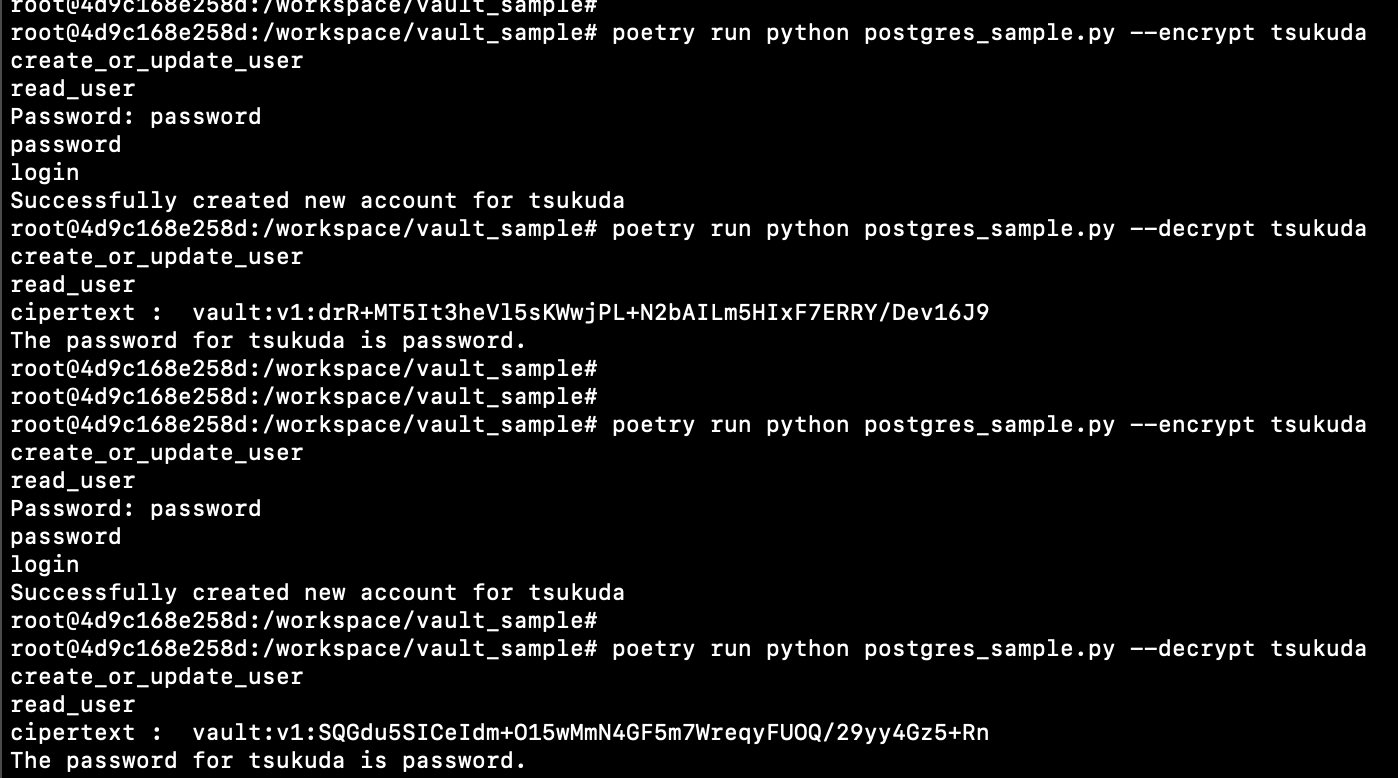 root@4d9c168e258d:/workspace/vault_sample#
root@4d9c168e258d:/workspace/vault_sample# poetry run python postgres_sample.py --encrypt tsukuda
create_or_update_user
read_user
Password: password
password
login
Successfully created new account for tsukuda
root@4d9c168e258d:/workspace/vault_sample# poetry run python postgres_sample.py --decrypt tsukuda
create_or_update_user
read_user
cipertext :  vault:v1:drR+MT5It3heVl5sKWwjPL+N2bAILm5HIxF7ERRY/Dev16J9
The password for tsukuda is password.
root@4d9c168e258d:/workspace/vault_sample#
root@4d9c168e258d:/workspace/vault_sample#
root@4d9c168e258d:/workspace/vault_sample# poetry run python postgres_sample.py --encrypt tsukuda
create_or_update_user
read_user
Password: password
password
login
Successfully created new account for tsukuda
root@4d9c168e258d:/workspace/vault_sample#
root@4d9c168e258d:/workspace/vault_sample# poetry run python postgres_sample.py --decrypt tsukuda
create_or_update_user
read_user
cipertext :  vault:v1:SQGdu5SICeIdm+O15wMmN4GF5m7WreqyFUOQ/29yy4Gz5+Rn
The password for tsukuda is password.